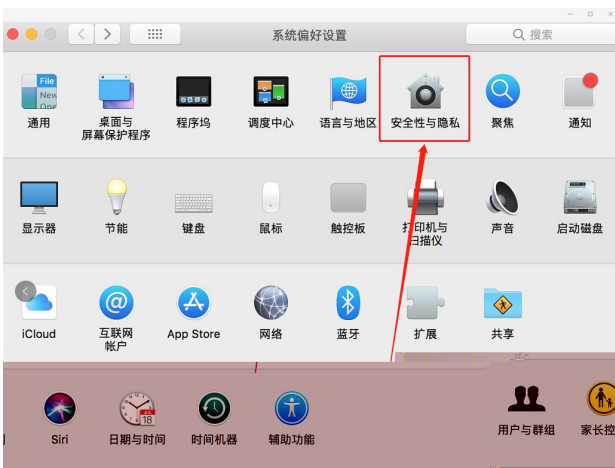 系统偏好设置
搜索
File
New
One
通用
桌面与
屏幕保护程序
程序坞
调度中心
语言与地区
安全性与隐私
聚焦
通知
显示器
节能
键盘
鼠标
触控板
打印机与
扫描仪
声音
启动磁盘
iCloud
互联网
帐户
App Store
网络
蓝牙
扩展
共享
Siri
JUL
18
日期与时间
时间机器
辅助功能
用户与群组
家长控